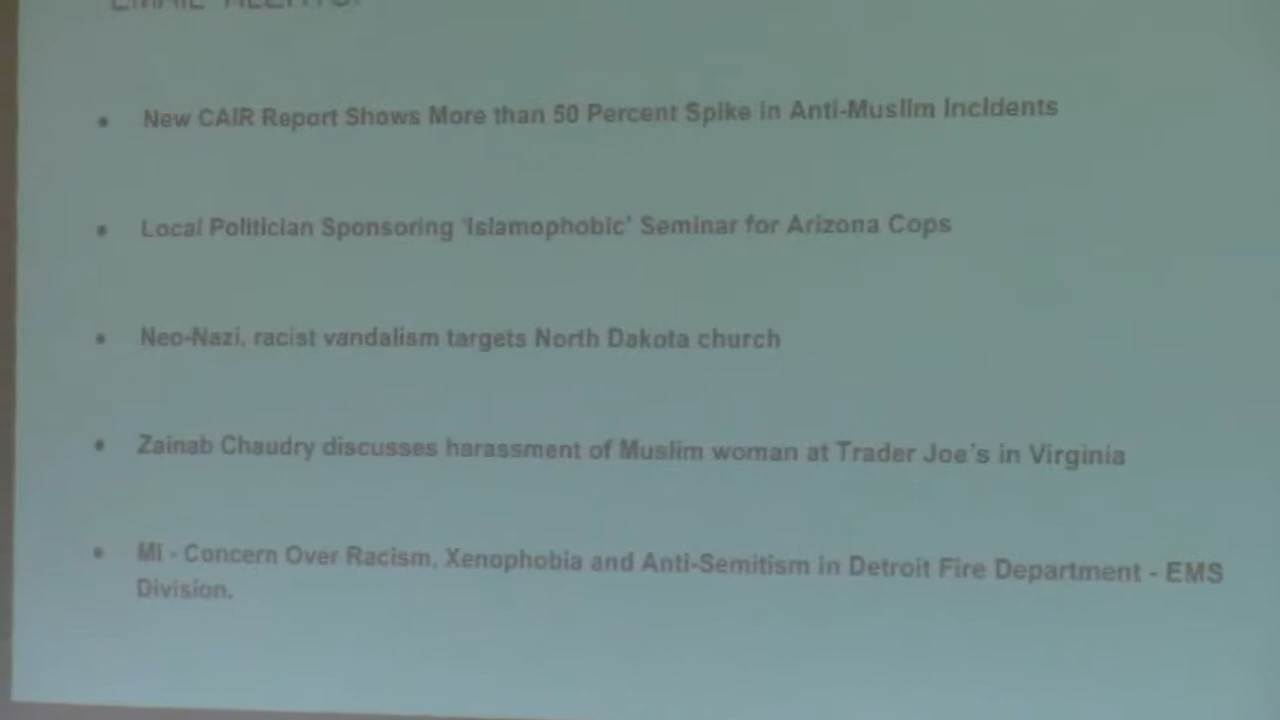 EMAIL ALERTS:
• New CAIR Report Shows More than 50 Percent Spike in Anti-Muslim Incidents
• Local Politician Sponsoring 'Islamophobic' Seminar for Arizona Cops
• Neo-Nazi, racist vandalism targets North Dakota church
• Zainab Chaudry discusses harassment of Muslim woman at Trader Joe's in Virginia
• MI - Concern Over Racism, Xenophobia and Anti-Semitism in Detroit Fire Department - EMS
Division.